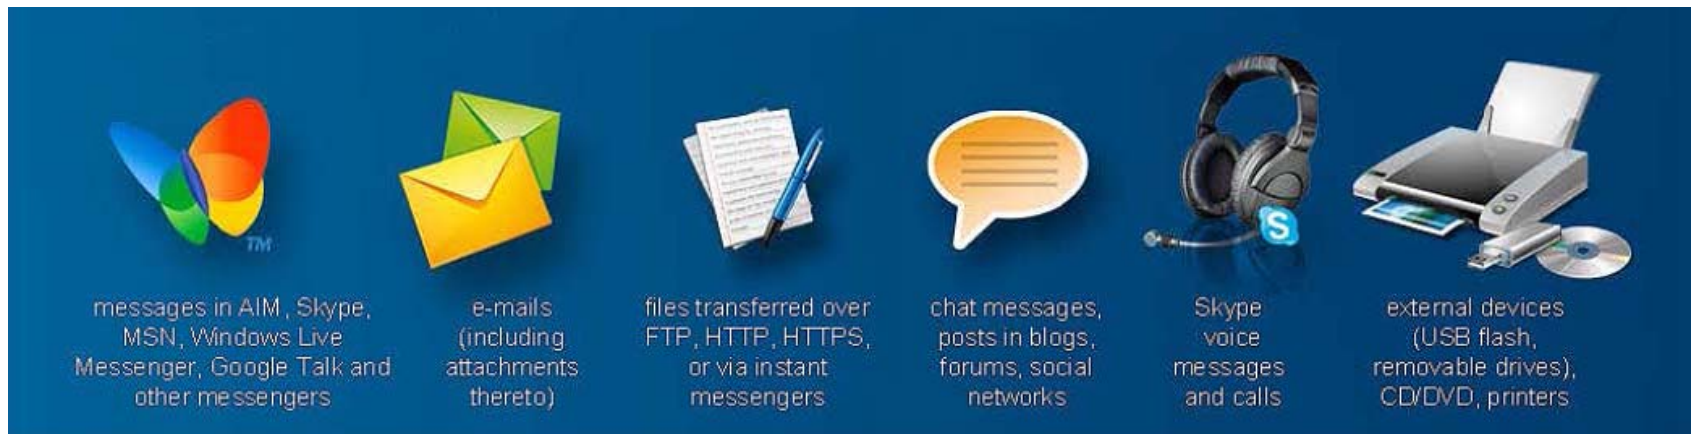 TM
S
messages in AIM, Skype,
MSN, Windows Live
Messenger, Google Talk and
other messengers
e-mails
(including
attachments
thereto)
files transferred over
FTP, HTTP, HTTPS,
or via instant
messengers
chat messages,
posts in blogs,
forums, social
networks
Skype
voice
messages
and calls
external devices
(USB flash,
removable drives),
CD/DVD, printers